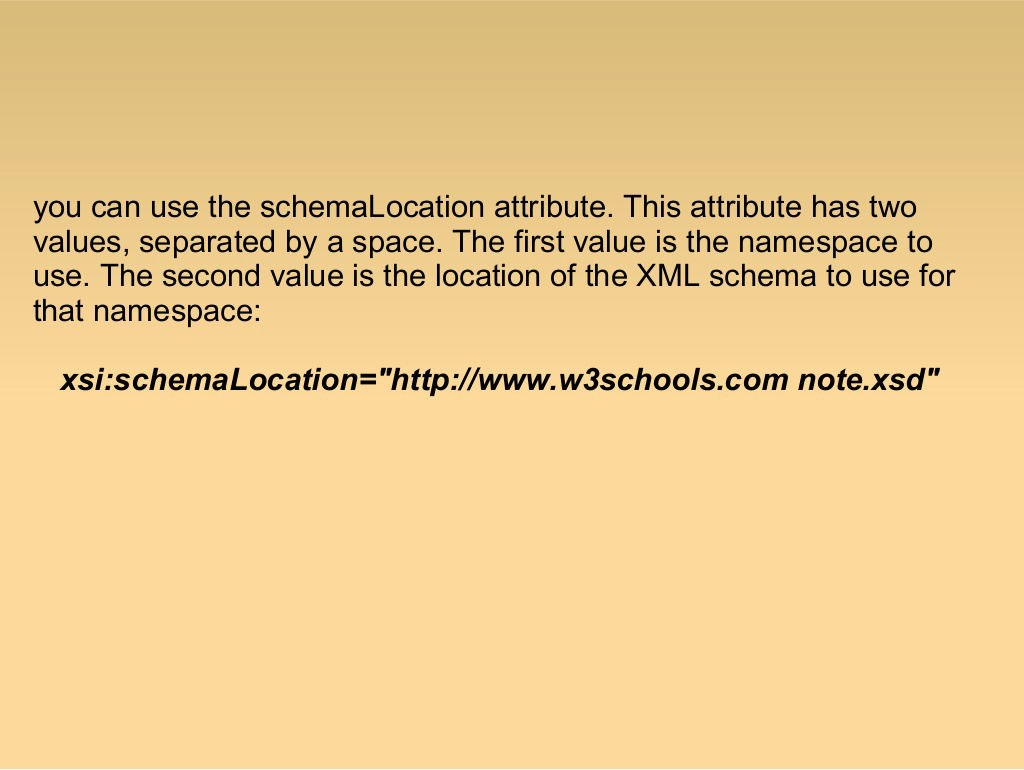 you can use the schemaLocation attribute. This attribute has two
values, separated by a space. The first value is the namespace to
use. The second value is the location of the XML schema to use for
that namespace:
xsi:schemaLocation="http://www.w3schools.com note.xsd"